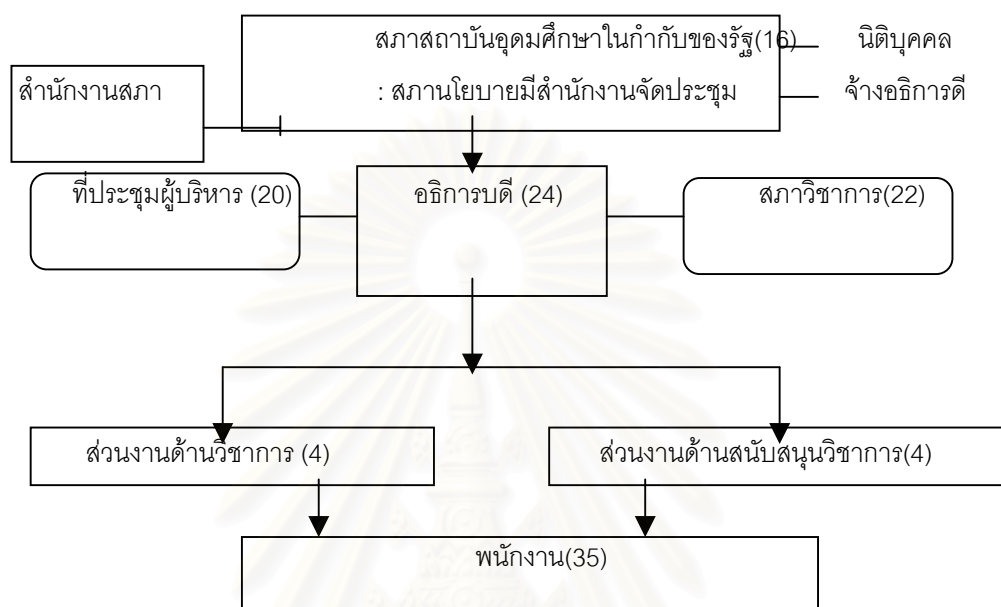 สภาสถาบันอุดมศึกษาในกำกับของรัฐ(16)
นิติบุคคล
สำนักงานสภา
: สภานโยบายมีสำนักงานจัดประชุม
จ้างอธิการดี
ที่ประชุมผู้บริหาร (20)
อธิการบดี (24)
สภาวิชาการ(22)
ส่วนงานด้านวิชาการ (4)
ส่วนงานด้านสนับสนุนวิชาการ(4)
พนักงาน(35)